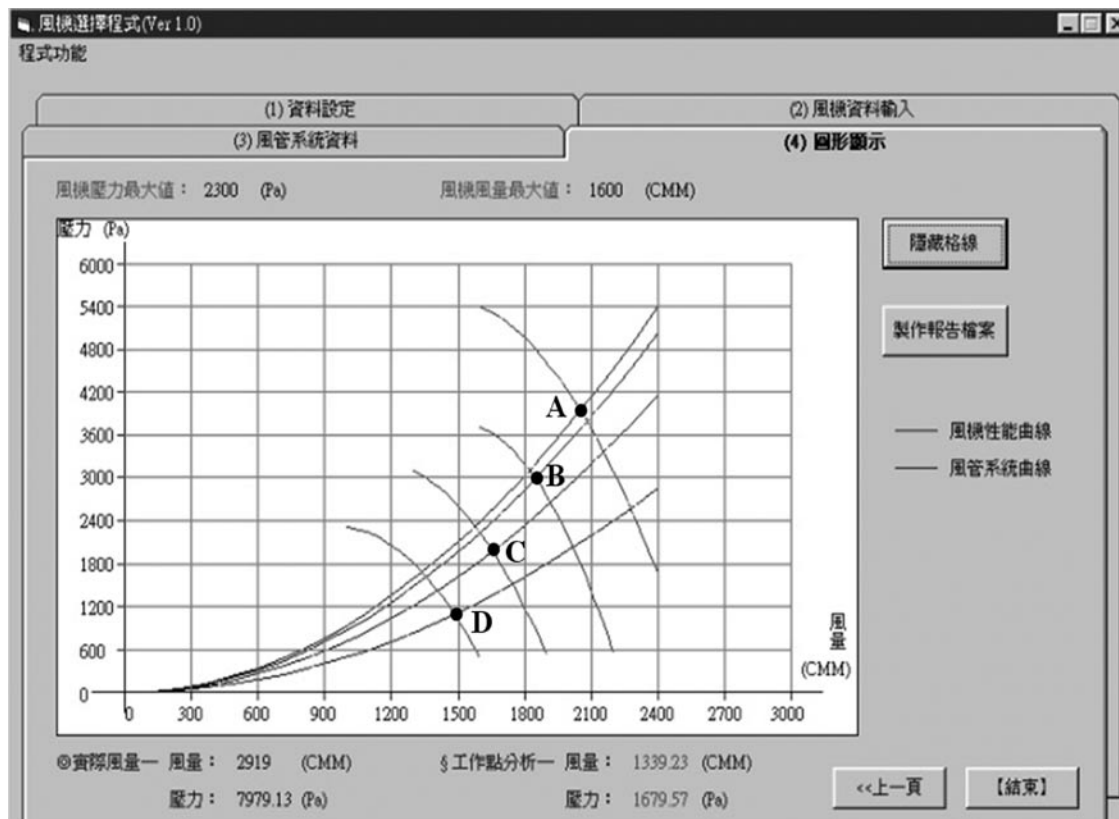 風機選擇程式(Ver 1.0)
程式功能
(1) 資料設定
(2) 風機資料輸入
(3) 風管系統資料
(4) 圖形顯示
風機壓力最大值： 2300 (Pa)
風機風量最大值： 1600 (CMM)
壓力 (Pa)
6000
5400
4800
4200
3600
3000
2400
1800
1200
600
0
A
B
C
D
風量
(CMM)
0 300 600 900 1200 1500 1800 2100 2400 2700 3000
隱藏格線
製作報告檔案
風機性能曲線
風管系統曲線
◎實際風量— 風量： 2919 (CMM)
壓力： 7979.13 (Pa)
§工作點分析— 風量： 1339.23 (CMM)
壓力： 1679.57 (Pa)
<<上一頁
【結束】